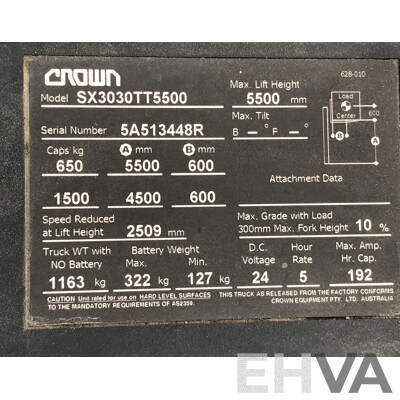 CROWN
628-010
Model SX3030TT5500
Max. Lift Height
5500 mm
Load Center
600
A
B
Serial Number 5A513448R
Max. Tilt
B – ° F – °
Caps kg A mm B mm
650 5500 600
1500 4500 600
Attachment Data
Speed Reduced
at Lift Height 2509 mm
Max. Grade with Load
300mm Max. Fork Height 10 %
Truck WT with
NO Battery
Battery Weight
Max. Min.
D.C.
Voltage
Hour
Rate
Max. Amp.
Hr. Cap.
1163 kg 322 kg 127 kg 24 5 192
CAUTION Unit rated for use on HARD LEVEL SURFACES THIS TRUCK AS RELEASED FROM THE FACTORY CONFORMS
TO THE MANDATORY REQUIREMENTS OF AS2359. CROWN EQUIPMENT PTY. LTD. AUSTRALIA
EHVA